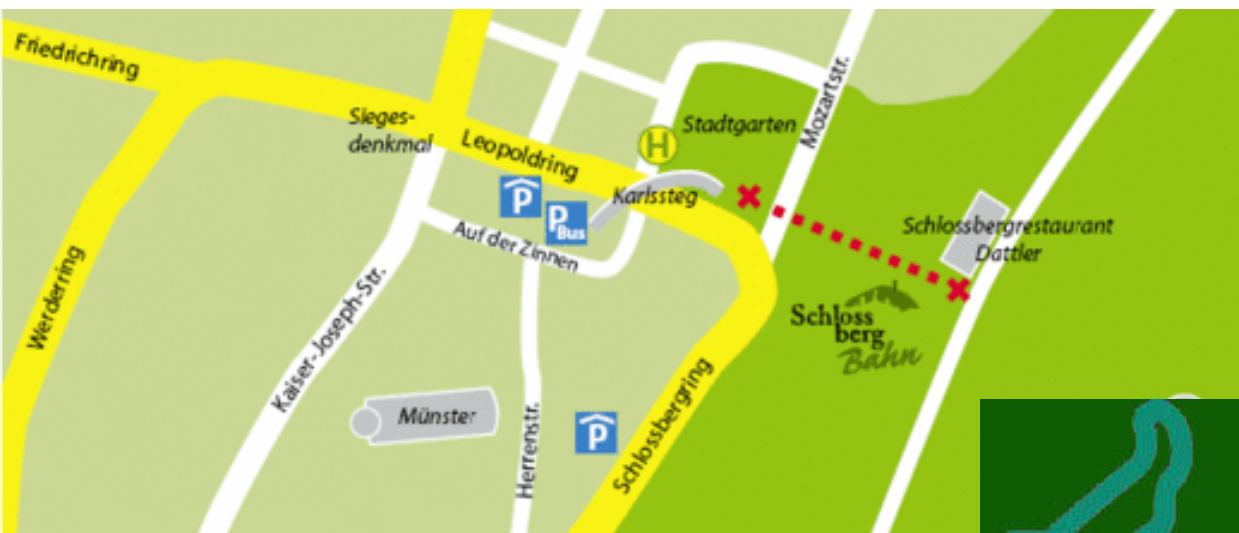 Friedrichring
Sieges-
denkmal
Leopoldring
H
Stadtgarten
Mozartstr.
Karlssteg
P
P
Bus
Auf der Zinnen
Schlossbergrestaurant
Dattler
Werderring
Kaiser-Joseph-Str.
Schloss
berg
Bahn
Münster
Herrenstr.
P
Schlossbergring